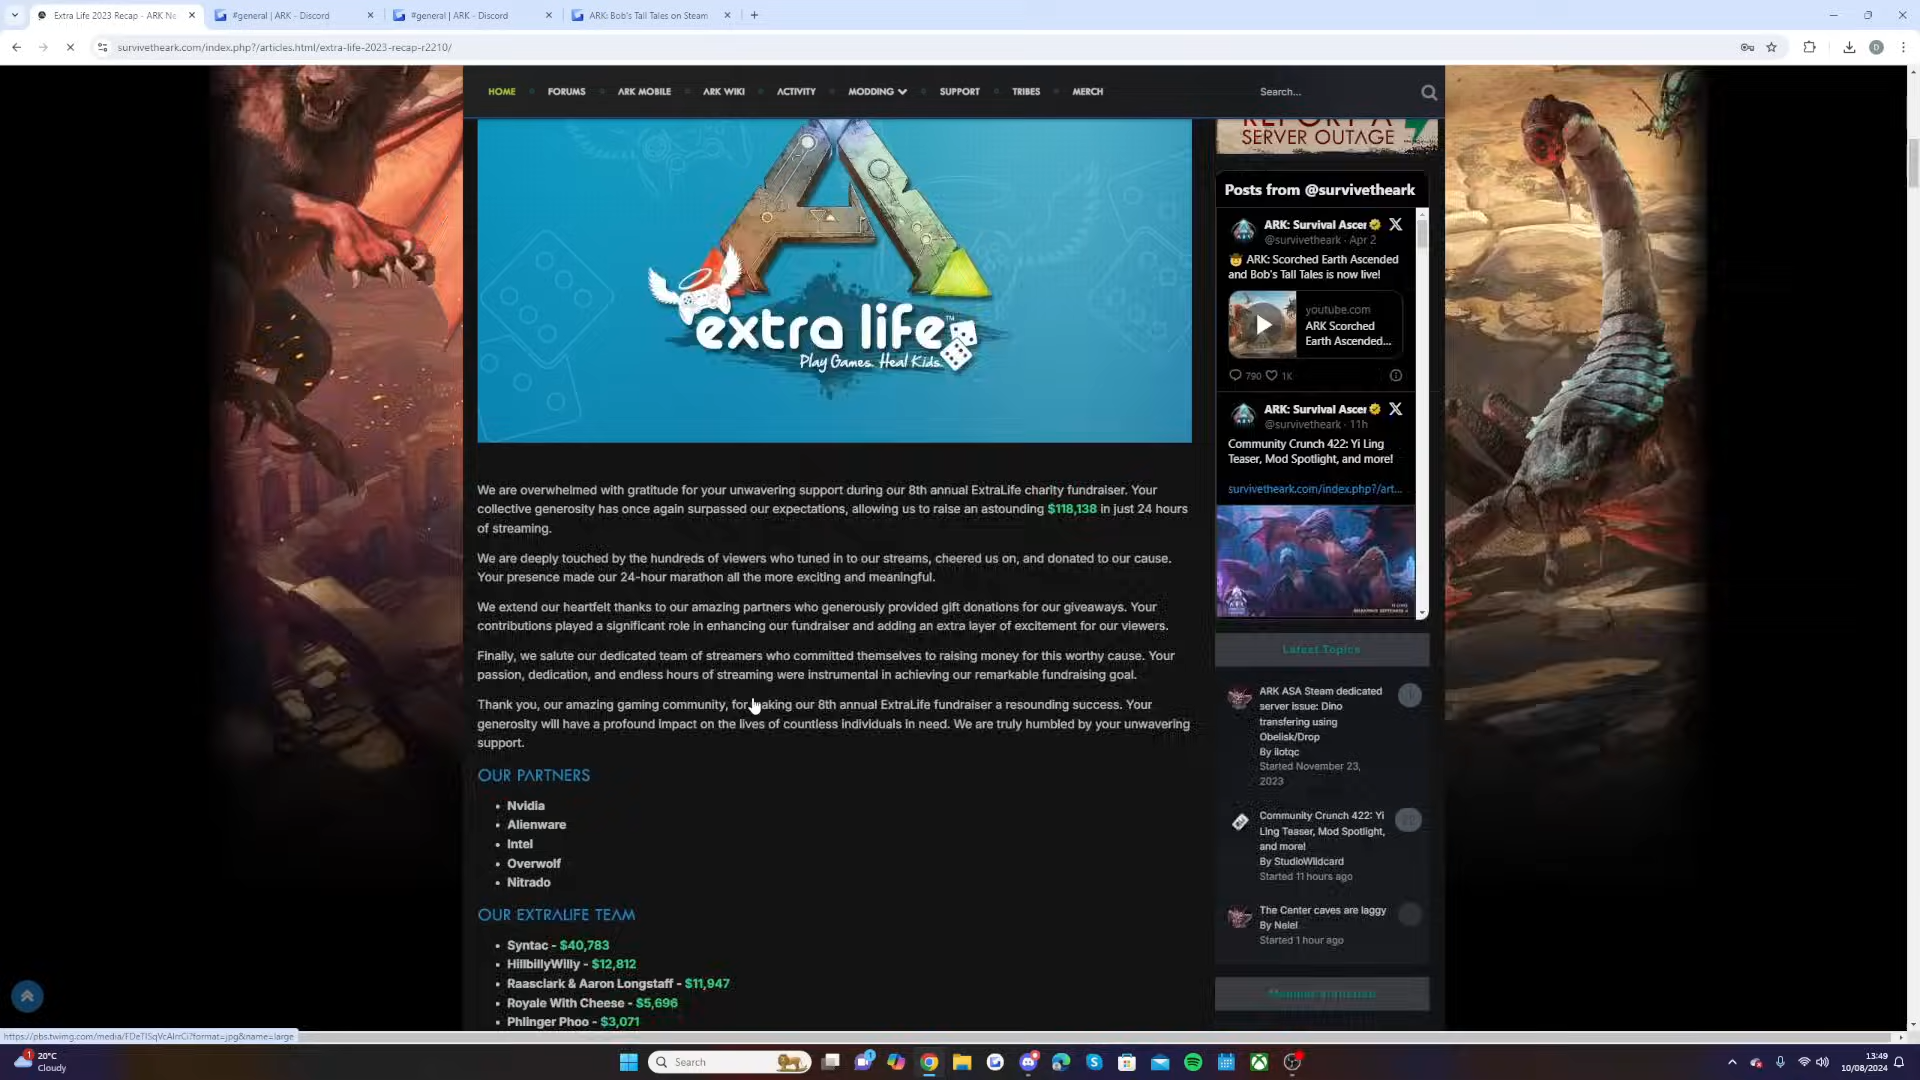 Extra Life 2023 Recap - ARK Ne
#general | ARK - Discord
#general | ARK - Discord
ARK: Bob's Tall Tales on Steam
survivetheark.com/index.php?/articles.html/extra-life-2023-recap-r2210/
HOME
FORUMS
ARK MOBILE
ARK WIKI
ACTIVITY
MODDING
SUPPORT
TRIBES
MERCH
Search...
extra life
Play Games. Heal Kids.
We are overwhelmed with gratitude for your unwavering support during our 8th annual ExtraLife charity fundraiser. Your
collective generosity has once again surpassed our expectations, allowing us to raise an astounding $118,138 in just 24 hours
of streaming.
We are deeply touched by the hundreds of viewers who tuned in to our streams, cheered us on, and donated to our cause.
Your presence made our 24-hour marathon all the more exciting and meaningful.
We extend our heartfelt thanks to our amazing partners who generously provided gift donations for our giveaways. Your
contributions played a significant role in enhancing our fundraiser and adding an extra layer of excitement for our viewers.
Finally, we salute our dedicated team of streamers who committed themselves to raising money for this worthy cause. Your
passion, dedication, and endless hours of streaming were instrumental in achieving our remarkable fundraising goal.
Thank you, our amazing gaming community, for making our 8th annual ExtraLife fundraiser a resounding success. Your
generosity will have a profound impact on the lives of countless individuals in need. We are truly humbled by your unwavering
support.
OUR PARTNERS
Nvidia
Alienware
Intel
Overwolf
Nitrado
OUR EXTRALIFE TEAM
Syntac - $40,783
HillbillyWilly - $12,812
Raasclark & Aaron Longstaff - $11,947
Royale With Cheese - $5,696
Phlinger Phoo - $3,071
REPORT A
SERVER OUTAGE
Posts from @survivetheark
ARK: Survival Ascer
@survivetheark · Apr 2
ARK: Scorched Earth Ascended
and Bob's Tall Tales is now live!
youtube.com
ARK Scorched
Earth Ascended...
790 1K
ARK: Survival Ascer
@survivetheark · 11h
Community Crunch 422: Yi Ling
Teaser, Mod Spotlight, and more!
survivetheark.com/index.php?/art...
Latest Topics
ARK ASA Steam dedicated
server issue: Dino
transfering using
Obelisk/Drop
By ilotqc
Started November 23,
2023
Community Crunch 422: Yi
Ling Teaser, Mod Spotlight,
and more!
By StudioWildcard
Started 11 hours ago
The Center caves are laggy
By Nelel
Started 1 hour ago
20°C
Cloudy
Search
13:49
10/08/2024